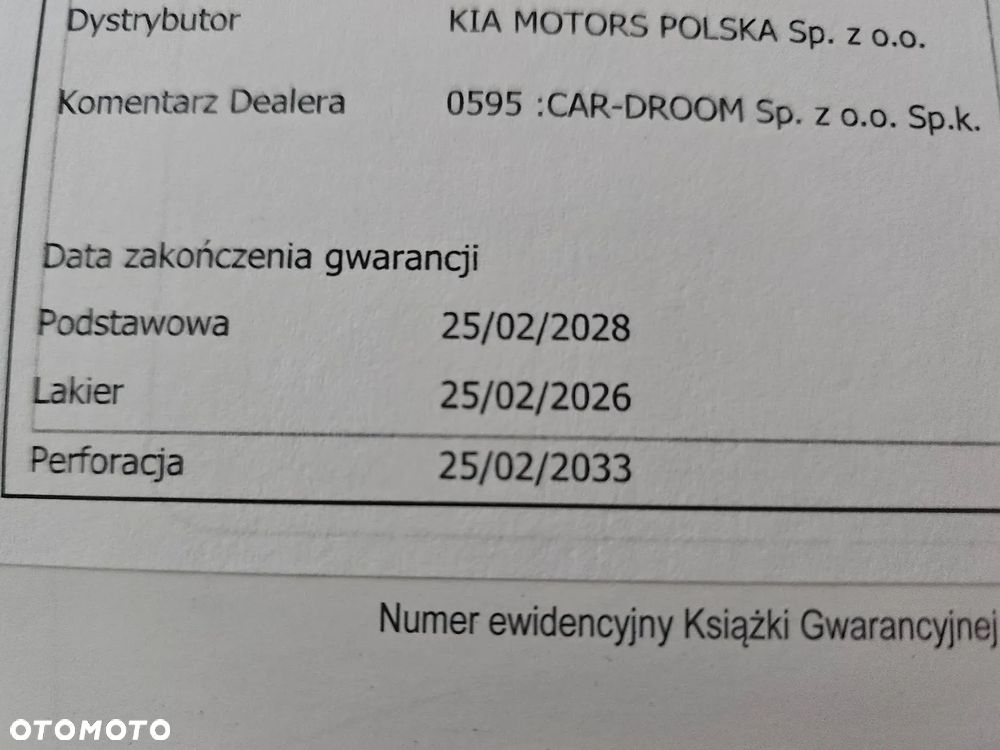 Dystrybutor KIA MOTORS POLSKA Sp. z o.o.
Komentarz Dealera 0595 :CAR-DROOM Sp. z o.o. Sp.k.
Data zakończenia gwarancji
Podstawowa 25/02/2028
Lakier 25/02/2026
Perforacja 25/02/2033
Numer ewidencyjny Książki Gwarancyjnej
OTOMOTO